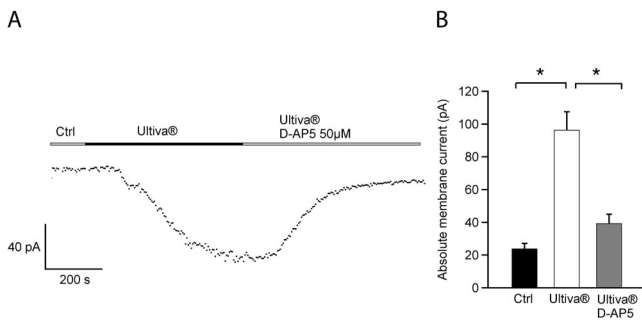 A
Ctrl
Ultiva®
Ultiva®
D-AP5 50µM
40 pA
200 s
B
*
*
Absolute membrane current (pA)
120
100
80
60
40
20
0
Ctrl
Ultiva®
Ultiva®
D-AP5